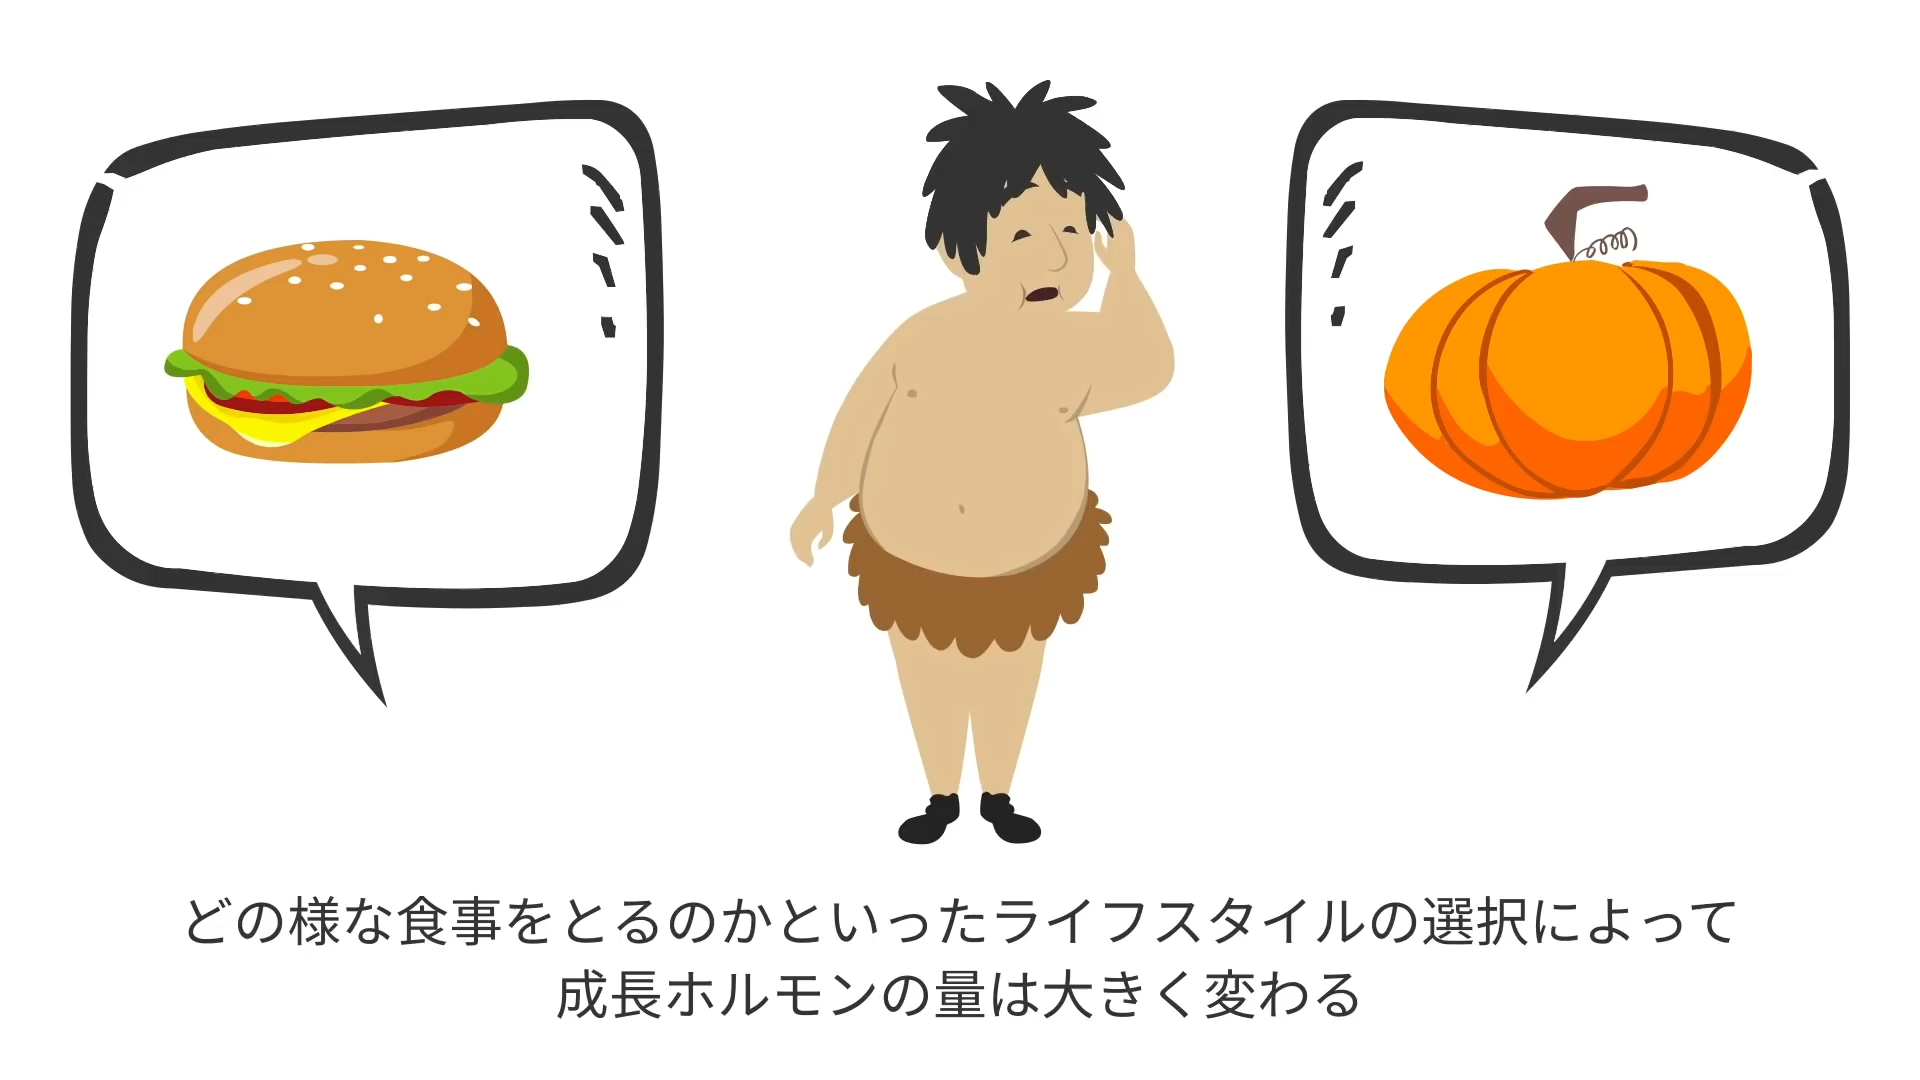 どの様な食事をとるのかといったライフスタイルの選択によって
成長ホルモンの量は大きく変わる